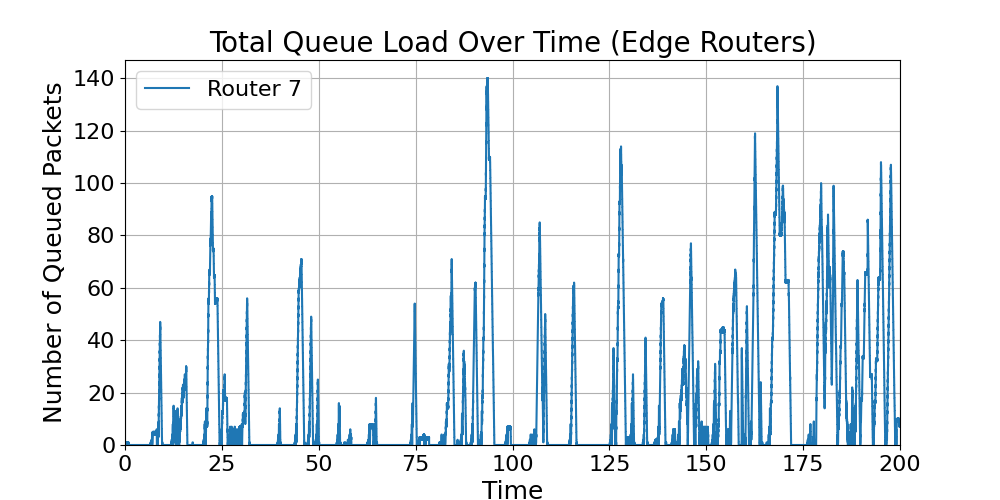 Total Queue Load Over Time (Edge Routers)
Number of Queued Packets
140
120
100
80
60
40
20
0
Router 7
0 25 50 75 100 125 150 175 200
Time